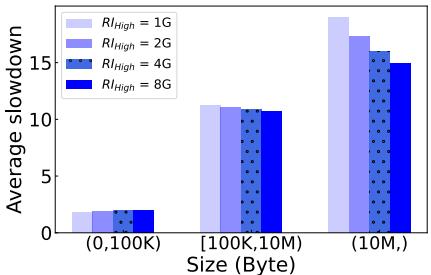 RI_High = 1G
RI_High = 2G
RI_High = 4G
RI_High = 8G
Average slowdown
15
10
5
0
(0,100K) [100K,10M) (10M,)
Size (Byte)